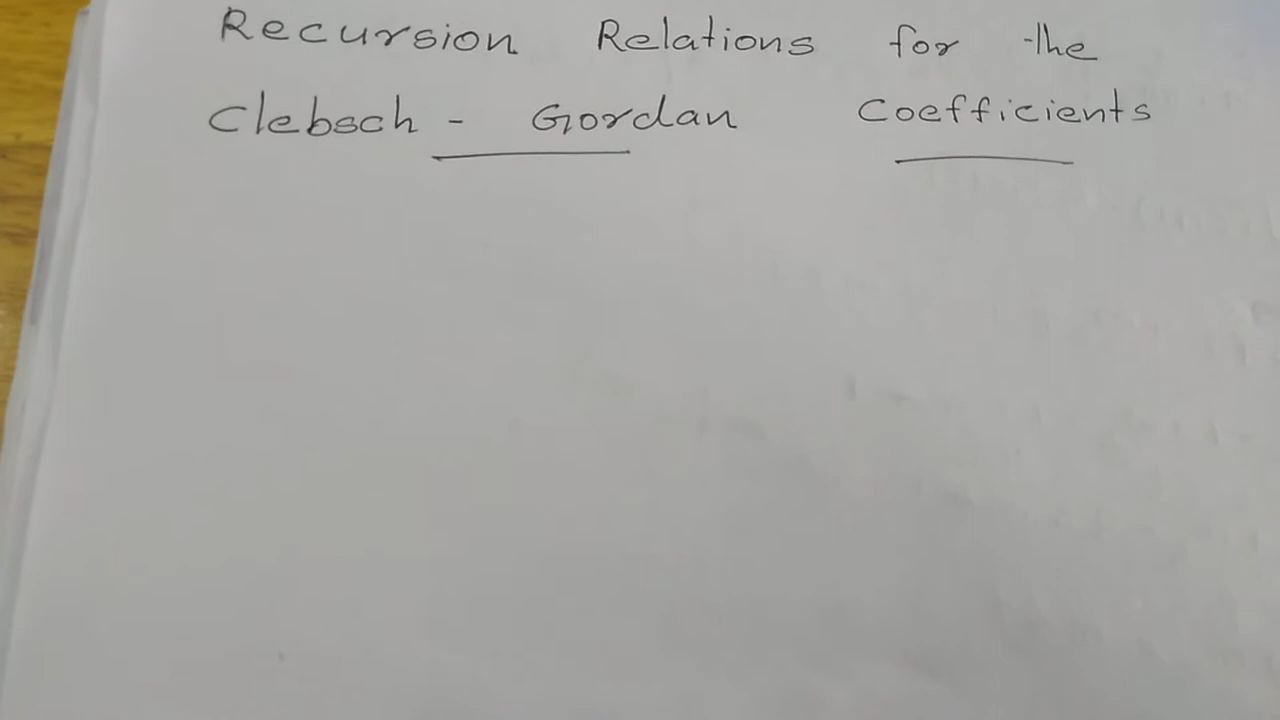 Recursion Relations for the
Clebsch - Gordan Coefficients